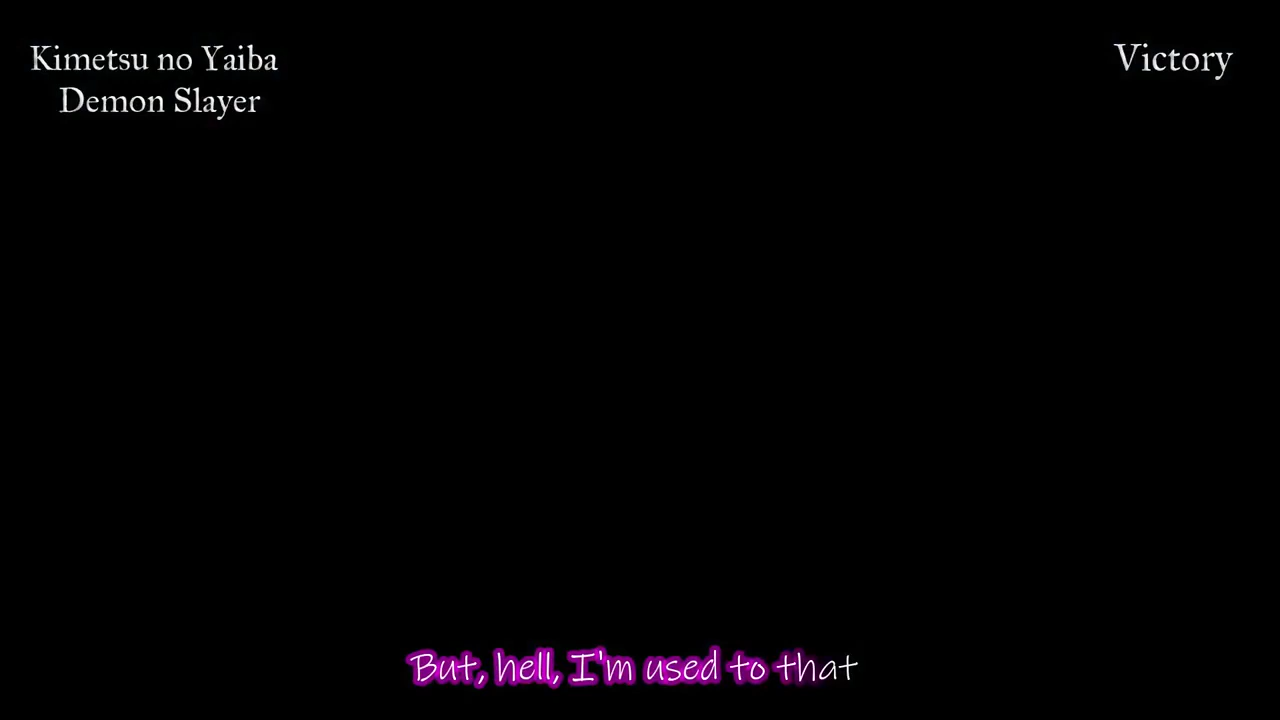 Kimetsu no Yaiba
Demon Slayer
Victory
But, hell, I'm used to that